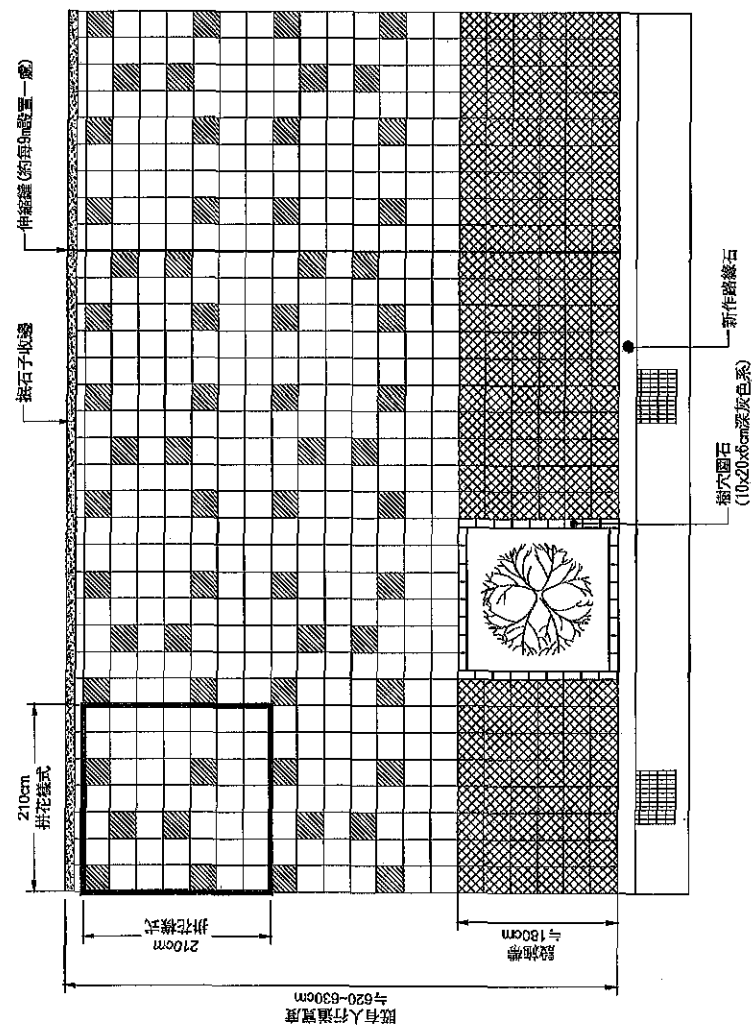 伸縮縫(約每9m設置一處)
抿石子收邊
210cm
拼花樣式
210cm
拼花樣式
≒180cm
設施帶
≒620~630cm
既有人行道寬度
新作路緣石
樹穴圍石
(10x20x6cm深灰色系)